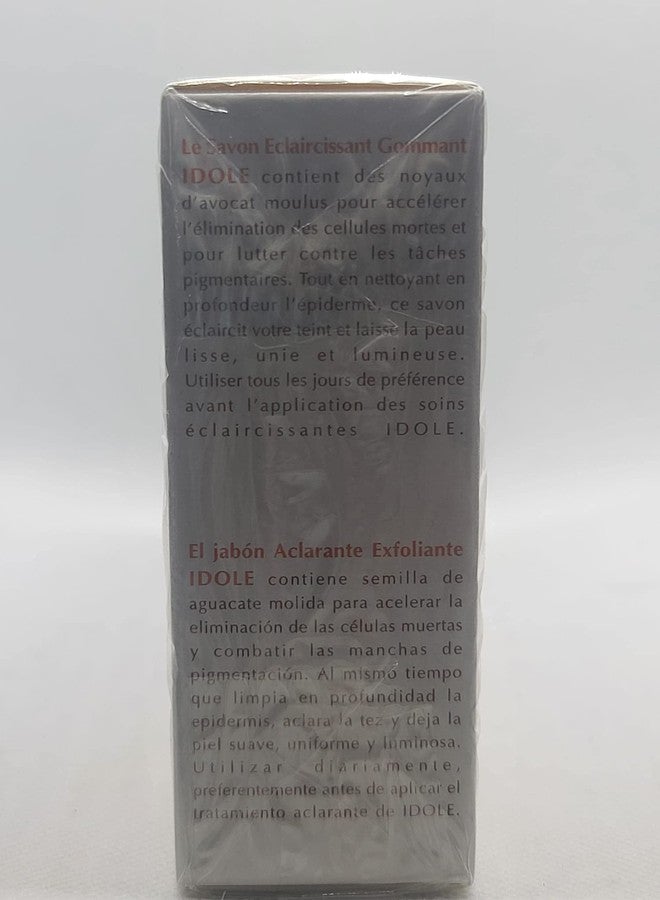 Le Savon Eclaircissant Gommant
IDOLE contient des noyaux
d'avocat moulus pour accélérer
l'élimination des cellules mortes et
pour lutter contre les tâches
pigmentaires. Tout en nettoyant en
profondeur l'épiderme, ce savon
éclaircit votre teint et laisse la peau
lisse, unie et lumineuse.
Utiliser tous les jours de préférence
avant l'application des soins
éclaircissantes IDOLE.
El jabón Aclarante Exfoliante
IDOLE contiene semilla de
aguacate molida para acelerar la
eliminación de las células muertas
y combatir las manchas de
pigmentación. Al mismo tiempo
que limpia en profundidad la
epidermis, aclara la tez y deja la
piel suave, uniforme y luminosa.
Utilizar diariamente,
preferentemente antes de aplicar el
tratamiento aclarante de IDOLE.